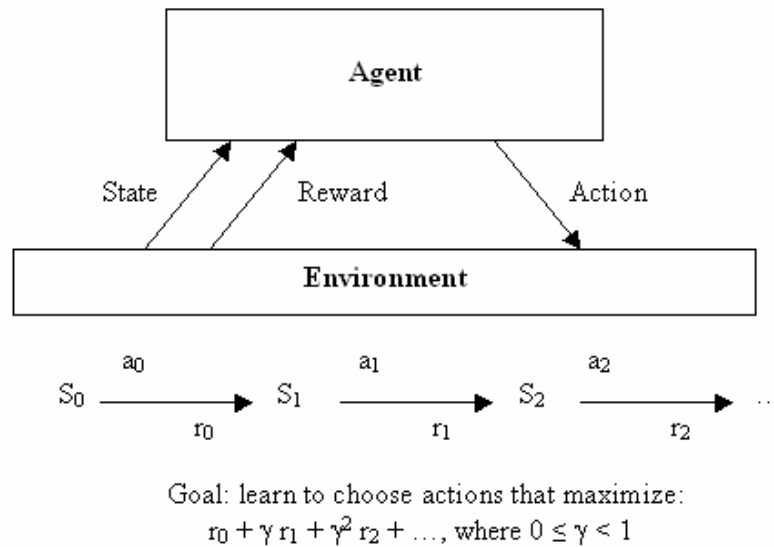 Agent
State
Reward
Action
Environment
a₀
a₁
a₂
S₀
S₁
S₂
...
r₀
r₁
r₂
Goal: learn to choose actions that maximize:
r₀ + γ r₁ + γ² r₂ + ..., where 0 ≤ γ < 1